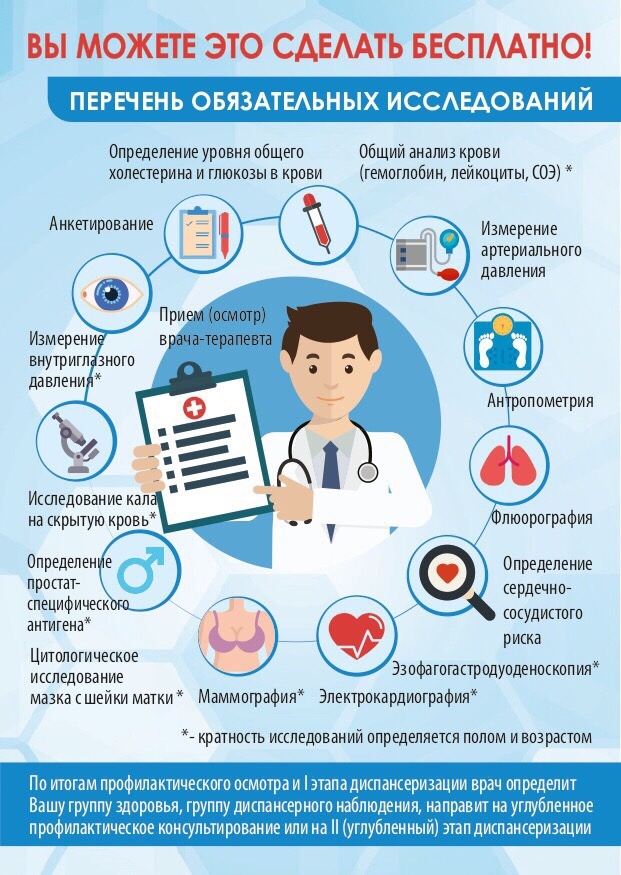 ВЫ МОЖЕТЕ ЭТО СДЕЛАТЬ БЕСПЛАТНО!
ПЕРЕЧЕНЬ ОБЯЗАТЕЛЬНЫХ ИССЛЕДОВАНИЙ
Определение уровня общего
холестерина и глюкозы в крови
Общий анализ крови
(гемоглобин, лейкоциты, СОЭ) *
Анкетирование
Измерение
артериального
давления
Прием (осмотр)
врача-терапевта
Измерение
внутриглазного
давления*
Антропометрия
Исследование кала
на скрытую кровь*
Флюорография
Определение
простат-
специфического
антигена*
Определение
сердечно-
сосудистого
риска
Цитологическое
исследование
мазка с шейки матки *
Маммография*
Эзофагогастродуоденоскопия*
Электрокардиография*
*- кратность исследований определяется полом и возрастом
По итогам профилактического осмотра и I этапа диспансеризации врач определит
Вашу группу здоровья, группу диспансерного наблюдения, направит на углубленное
профилактическое консультирование или на II (углубленный) этап диспансеризации